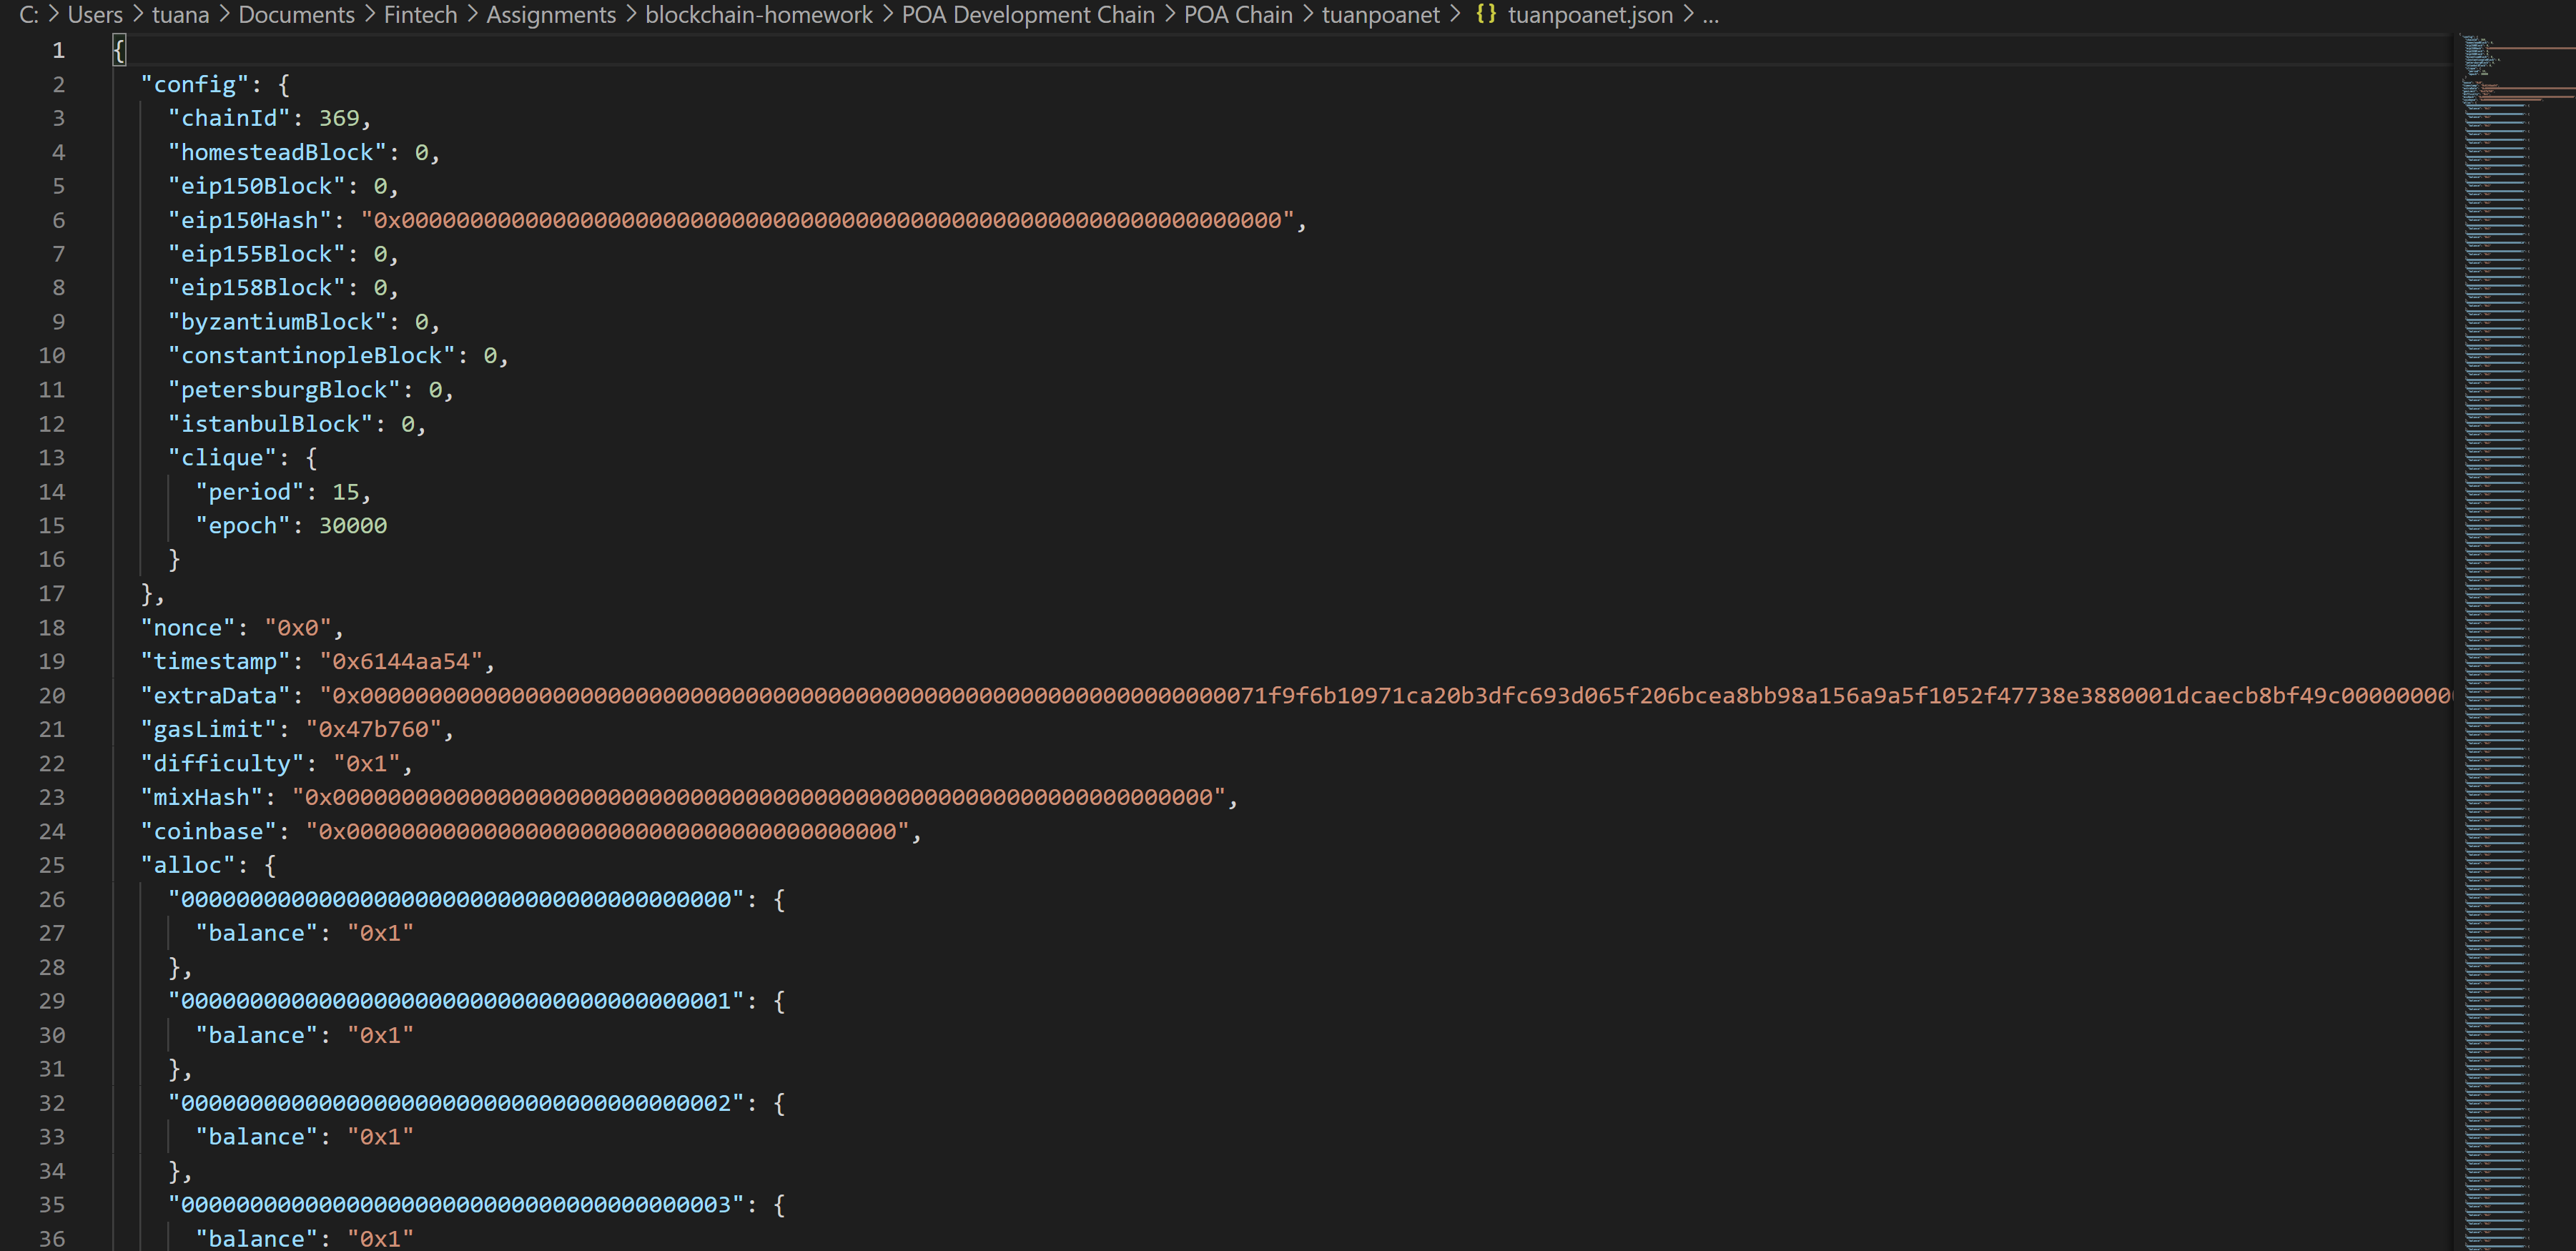 C: > Users > tuana > Documents > Fintech > Assignments > blockchain-homework > POA Development Chain > POA Chain > tuanpoanet > {} tuanpoanet.json > ...
1 {
2 "config": {
3 "chainId": 369,
4 "homesteadBlock": 0,
5 "eip150Block": 0,
6 "eip150Hash": "0x0000000000000000000000000000000000000000000000000000000000000000",
7 "eip155Block": 0,
8 "eip158Block": 0,
9 "byzantiumBlock": 0,
10 "constantinopleBlock": 0,
11 "petersburgBlock": 0,
12 "istanbulBlock": 0,
13 "clique": {
14 "period": 15,
15 "epoch": 30000
16 }
17 },
18 "nonce": "0x0",
19 "timestamp": "0x6144aa54",
20 "extraData": "0x000000000000000000000000000000000000000000000000000000000000000071f9f6b10971ca20b3dfc693d065f206bcea8bb98a156a9a5f1052f47738e3880001dcaecb8bf49c00000000
21 "gasLimit": "0x47b760",
22 "difficulty": "0x1",
23 "mixHash": "0x0000000000000000000000000000000000000000000000000000000000000000",
24 "coinbase": "0x0000000000000000000000000000000000000000",
25 "alloc": {
26 "0000000000000000000000000000000000000000": {
27 "balance": "0x1"
28 },
29 "0000000000000000000000000000000000000001": {
30 "balance": "0x1"
31 },
32 "0000000000000000000000000000000000000002": {
33 "balance": "0x1"
34 },
35 "0000000000000000000000000000000000000003": {
36 "balance": "0x1"